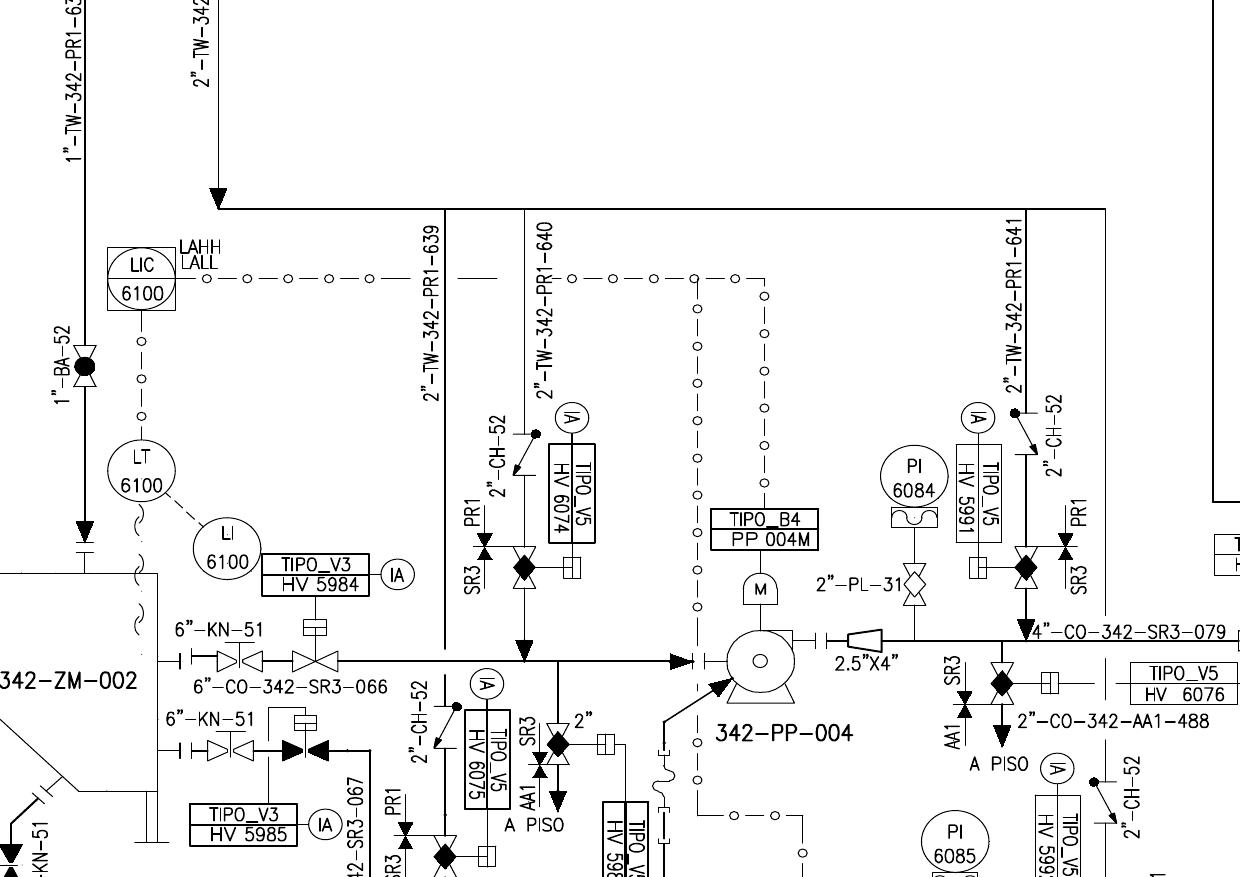 1"-TW-342-PR1-63
2"-TW-342
2"-TW-342-PR1-639
2"-TW-342-PR1-640
2"-TW-342-PR1-641
LIC
6100
LAHH
LALL
1"-BA-52
LT
6100
LI
6100
TIPO_V3
HV 5984
IA
2"-CH-52
IA
TIPO_V5
HV 6074
PR1
SR3
TIPO_B4
PP 004M
M
PI
6084
2"-PL-31
IA
TIPO_V5
HV 5991
2"-CH-52
PR1
SR3
6"-KN-51
6"-CO-342-SR3-066
342-ZM-002
6"-KN-51
TIPO_V3
HV 5985
IA
42-SR3-067
KN-51
2"-CH-52
IA
TIPO_V5
HV 6075
PR1
SR3
2"
SR3
AA1
A PISO
TIPO_V
HV 598
342-PP-004
2.5"X4"
4"-CO-342-SR3-079
SR3
AA1
TIPO_V5
HV 6076
2"-CO-342-AA1-488
A PISO
PI
6085
IA
TIPO_V5
HV 599
2"-CH-52